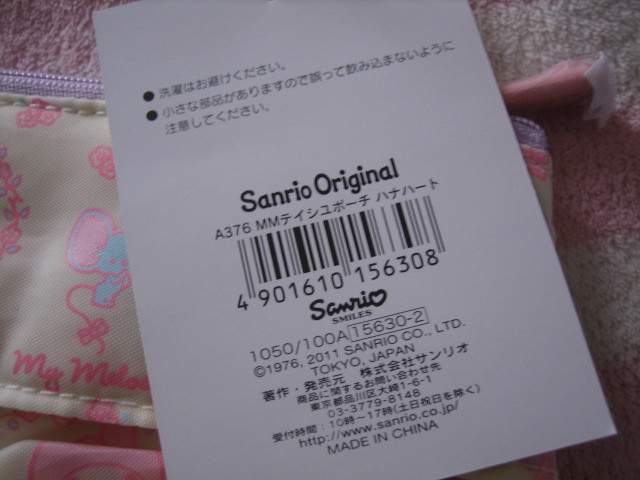 ● 洗濯はお避けください。
● 小さな部品がありますので誤って飲み込まないように
注意してください。
Sanrio Original
A376 MMテイシユポーチ ハナハート
4 901610 156308
Sanrio
SMILES
1050/100A 15630-2
©1976, 2011 SANRIO CO., LTD.
TOKYO, JAPAN
著作・発売元 株式会社サンリオ
商品に関するお問い合わせ先
東京都品川区大崎1-6-1
03-3779-8148
受付時間:10時~17時(土日祝日を除く)
http://www.sanrio.co.jp/
MADE IN CHINA
My Melo